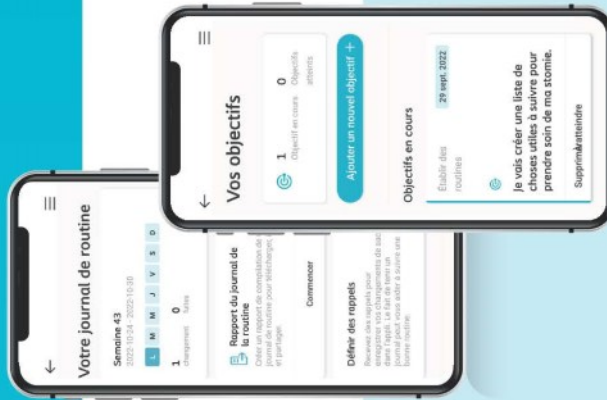 Votre journal de routine
Semaine 43
2022-10-24 - 2022-10-30
L M M J V S D
1
changement
0
fuites
Rapport du journal de
la routine
Créer un rapport de compilation de
journal de routine pour télécharger,
et partager.
Commencer
Définir des rappels
Recevez des rappels pour
enregistrer vos changements de sac
dans l'appli. Le fait de tenir un
journal peut vous aider à suivre une
bonne routine.
Vos objectifs
1
Objectif en cours
0
Objectifs
atteints
Ajouter un nouvel objectif +
Objectifs en cours
Établir des
routines
29 sept. 2022
Je vais créer une liste de
choses utiles à suivre pour
prendre soin de ma stomie.